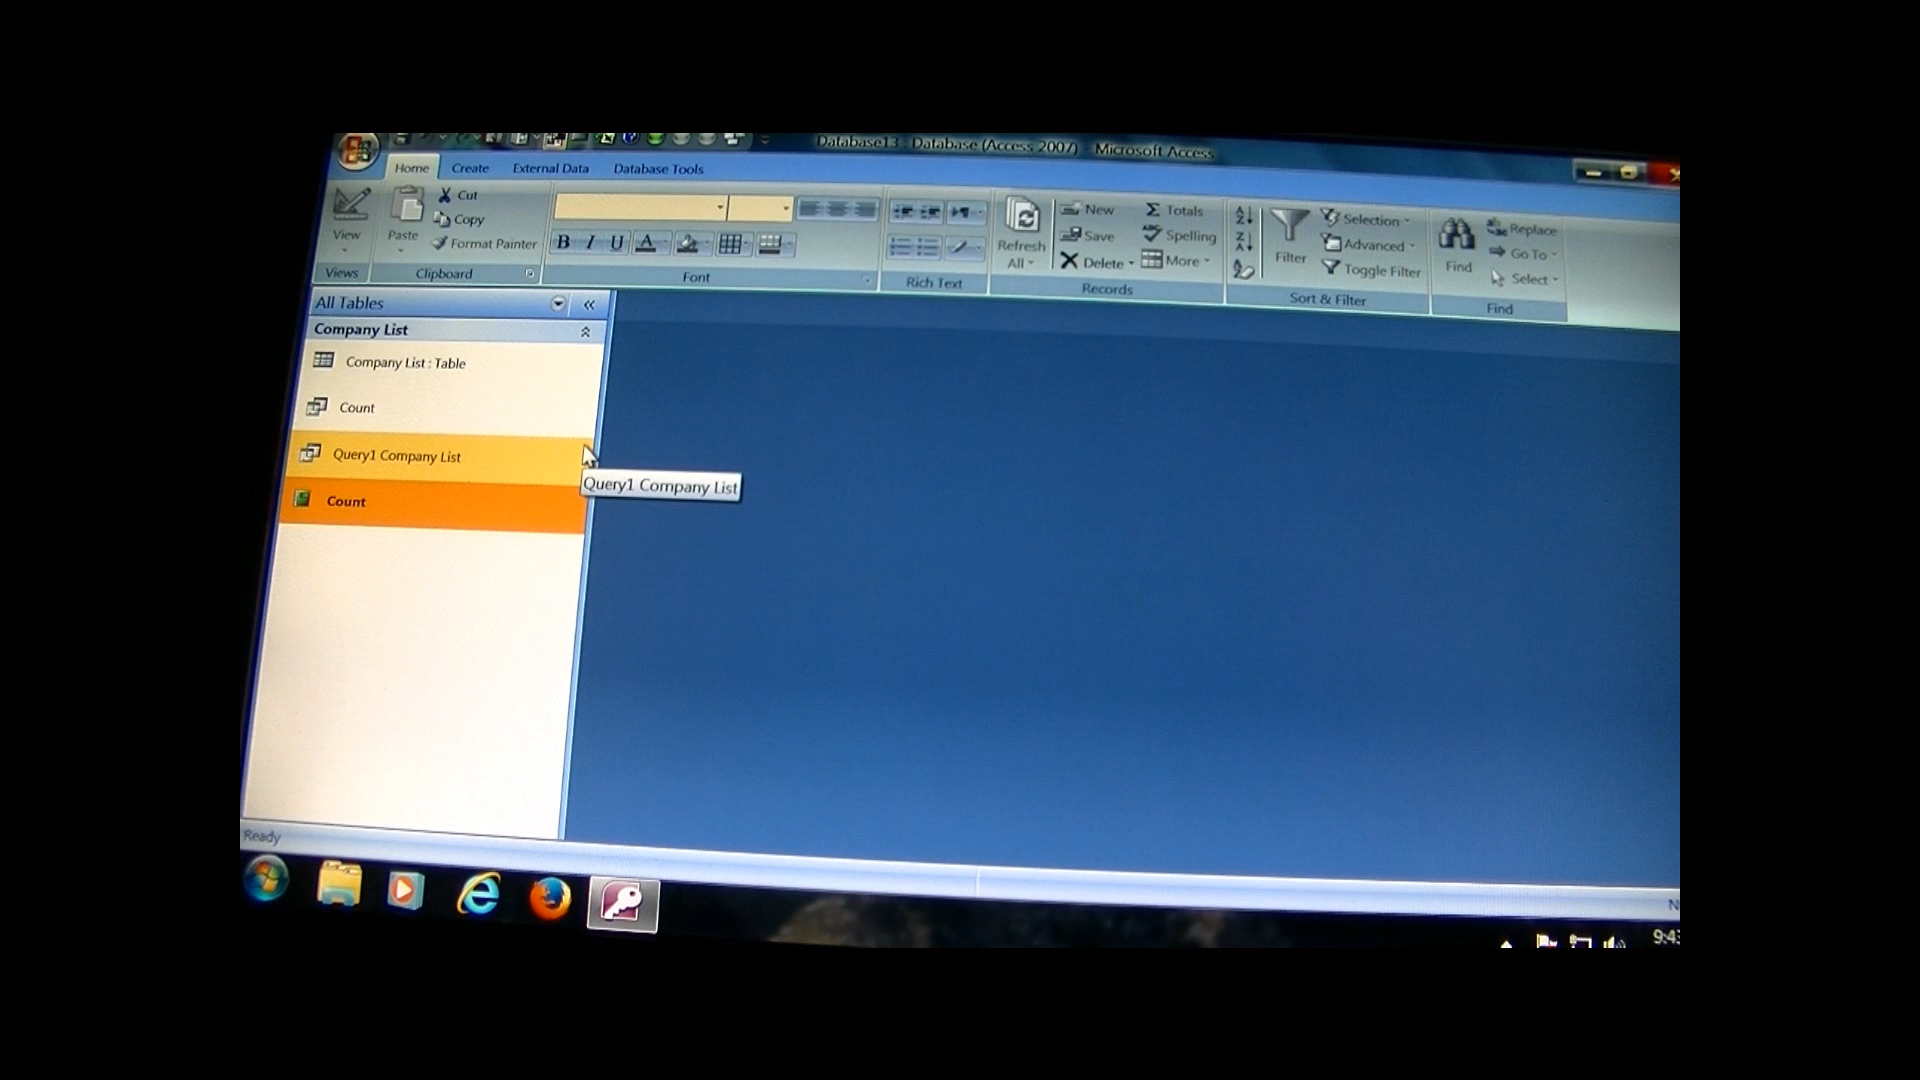 Database13 : Database (Access 2007) - Microsoft Access
Home Create External Data Database Tools
View
Views
Paste
Cut
Copy
Format Painter
Clipboard
B I U A
Font
Rich Text
Refresh All
New
Save
Delete
Totals
Spelling
More
Records
Filter
Selection
Advanced
Toggle Filter
Sort & Filter
Find
Replace
Go To
Select
Find
All Tables
Company List
Company List : Table
Count
Query1 Company List
Query1 Company List
Count
Ready